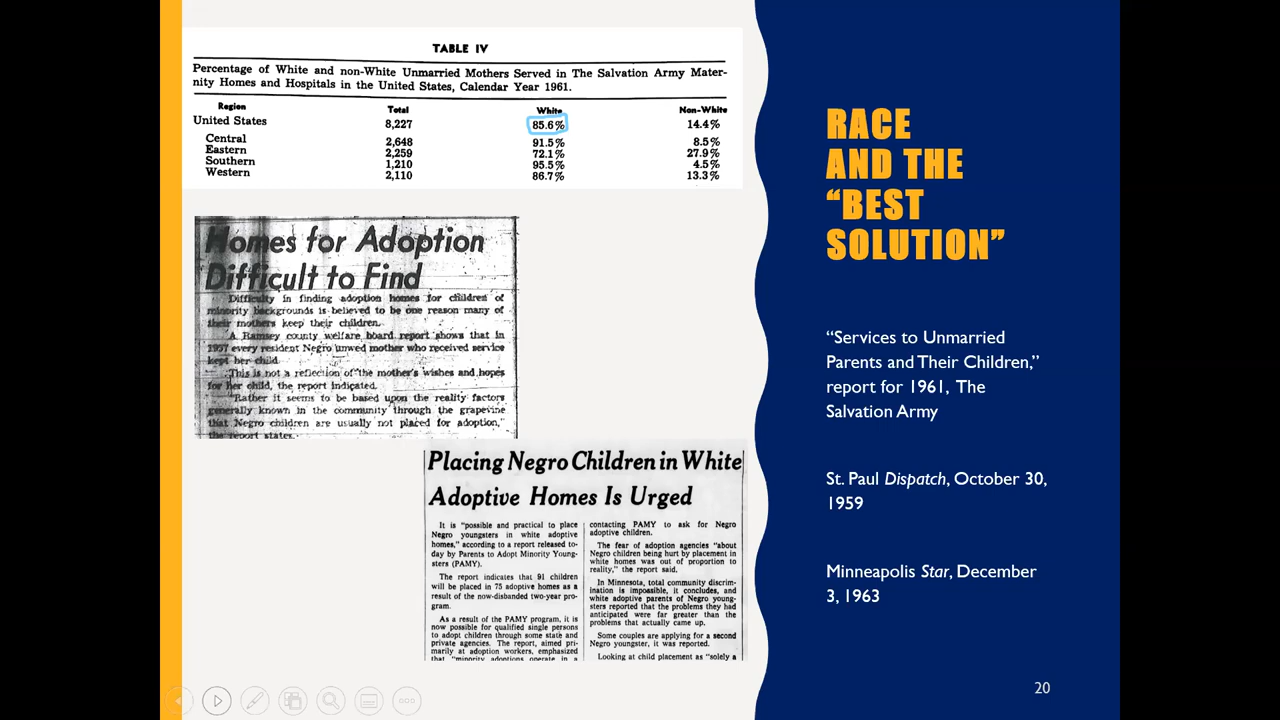 TABLE IV
Percentage of White and non-White Unmarried Mothers Served in The Salvation Army Mater-
nity Homes and Hospitals in the United States, Calendar Year 1961.
Region Total White Non-White
United States 8,227 85.6% 14.4%
Central 2,648 91.5% 8.5%
Eastern 2,259 72.1% 27.9%
Southern 1,210 95.5% 4.5%
Western 2,110 86.7% 13.3%
Homes for Adoption
Difficult to Find
Difficulty in finding adoption homes for children of
minority backgrounds is believed to be one reason many of
their mothers keep their children.
A Ramsey county welfare board report shows that in
1957 every resident Negro unwed mother who received service
kept her child.
This is not a reflection of "the mother's wishes and hopes
for her child, the report indicated.
"Rather it seems to be based upon the reality factors
generally known in the community through the grapevine
that Negro children are usually not placed for adoption,"
the report states.
Placing Negro Children in White
Adoptive Homes Is Urged
It is "possible and practical to place
Negro youngsters in white adoptive
homes," according to a report released to-
day by Parents to Adopt Minority Young-
sters (PAMY).
The report indicates that 91 children
will be placed in 75 adoptive homes as a
result of the now-disbanded two-year pro-
gram.
As a result of the PAMY program, it is
now possible for qualified single persons
to adopt children through some state and
private agencies. The report, aimed pri-
marily at adoption workers, emphasized
that "minority adoptions operate in a
contacting PAMY to ask for Negro
adoptive children.
The fear of adoption agencies "about
Negro children being hurt by placement in
white homes was out of proportion to
reality," the report said.
In Minnesota, total community discrim-
ination is impossible, it concludes, and
white adoptive parents of Negro young-
sters reported that the problems they had
anticipated were far greater than the
problems that actually came up.
Some couples are applying for a second
Negro youngster, it was reported.
Looking at child placement as "solely a
RACE
AND THE
“BEST
SOLUTION”
“Services to Unmarried
Parents and Their Children,”
report for 1961, The
Salvation Army
St. Paul Dispatch, October 30,
1959
Minneapolis Star, December
3, 1963
20